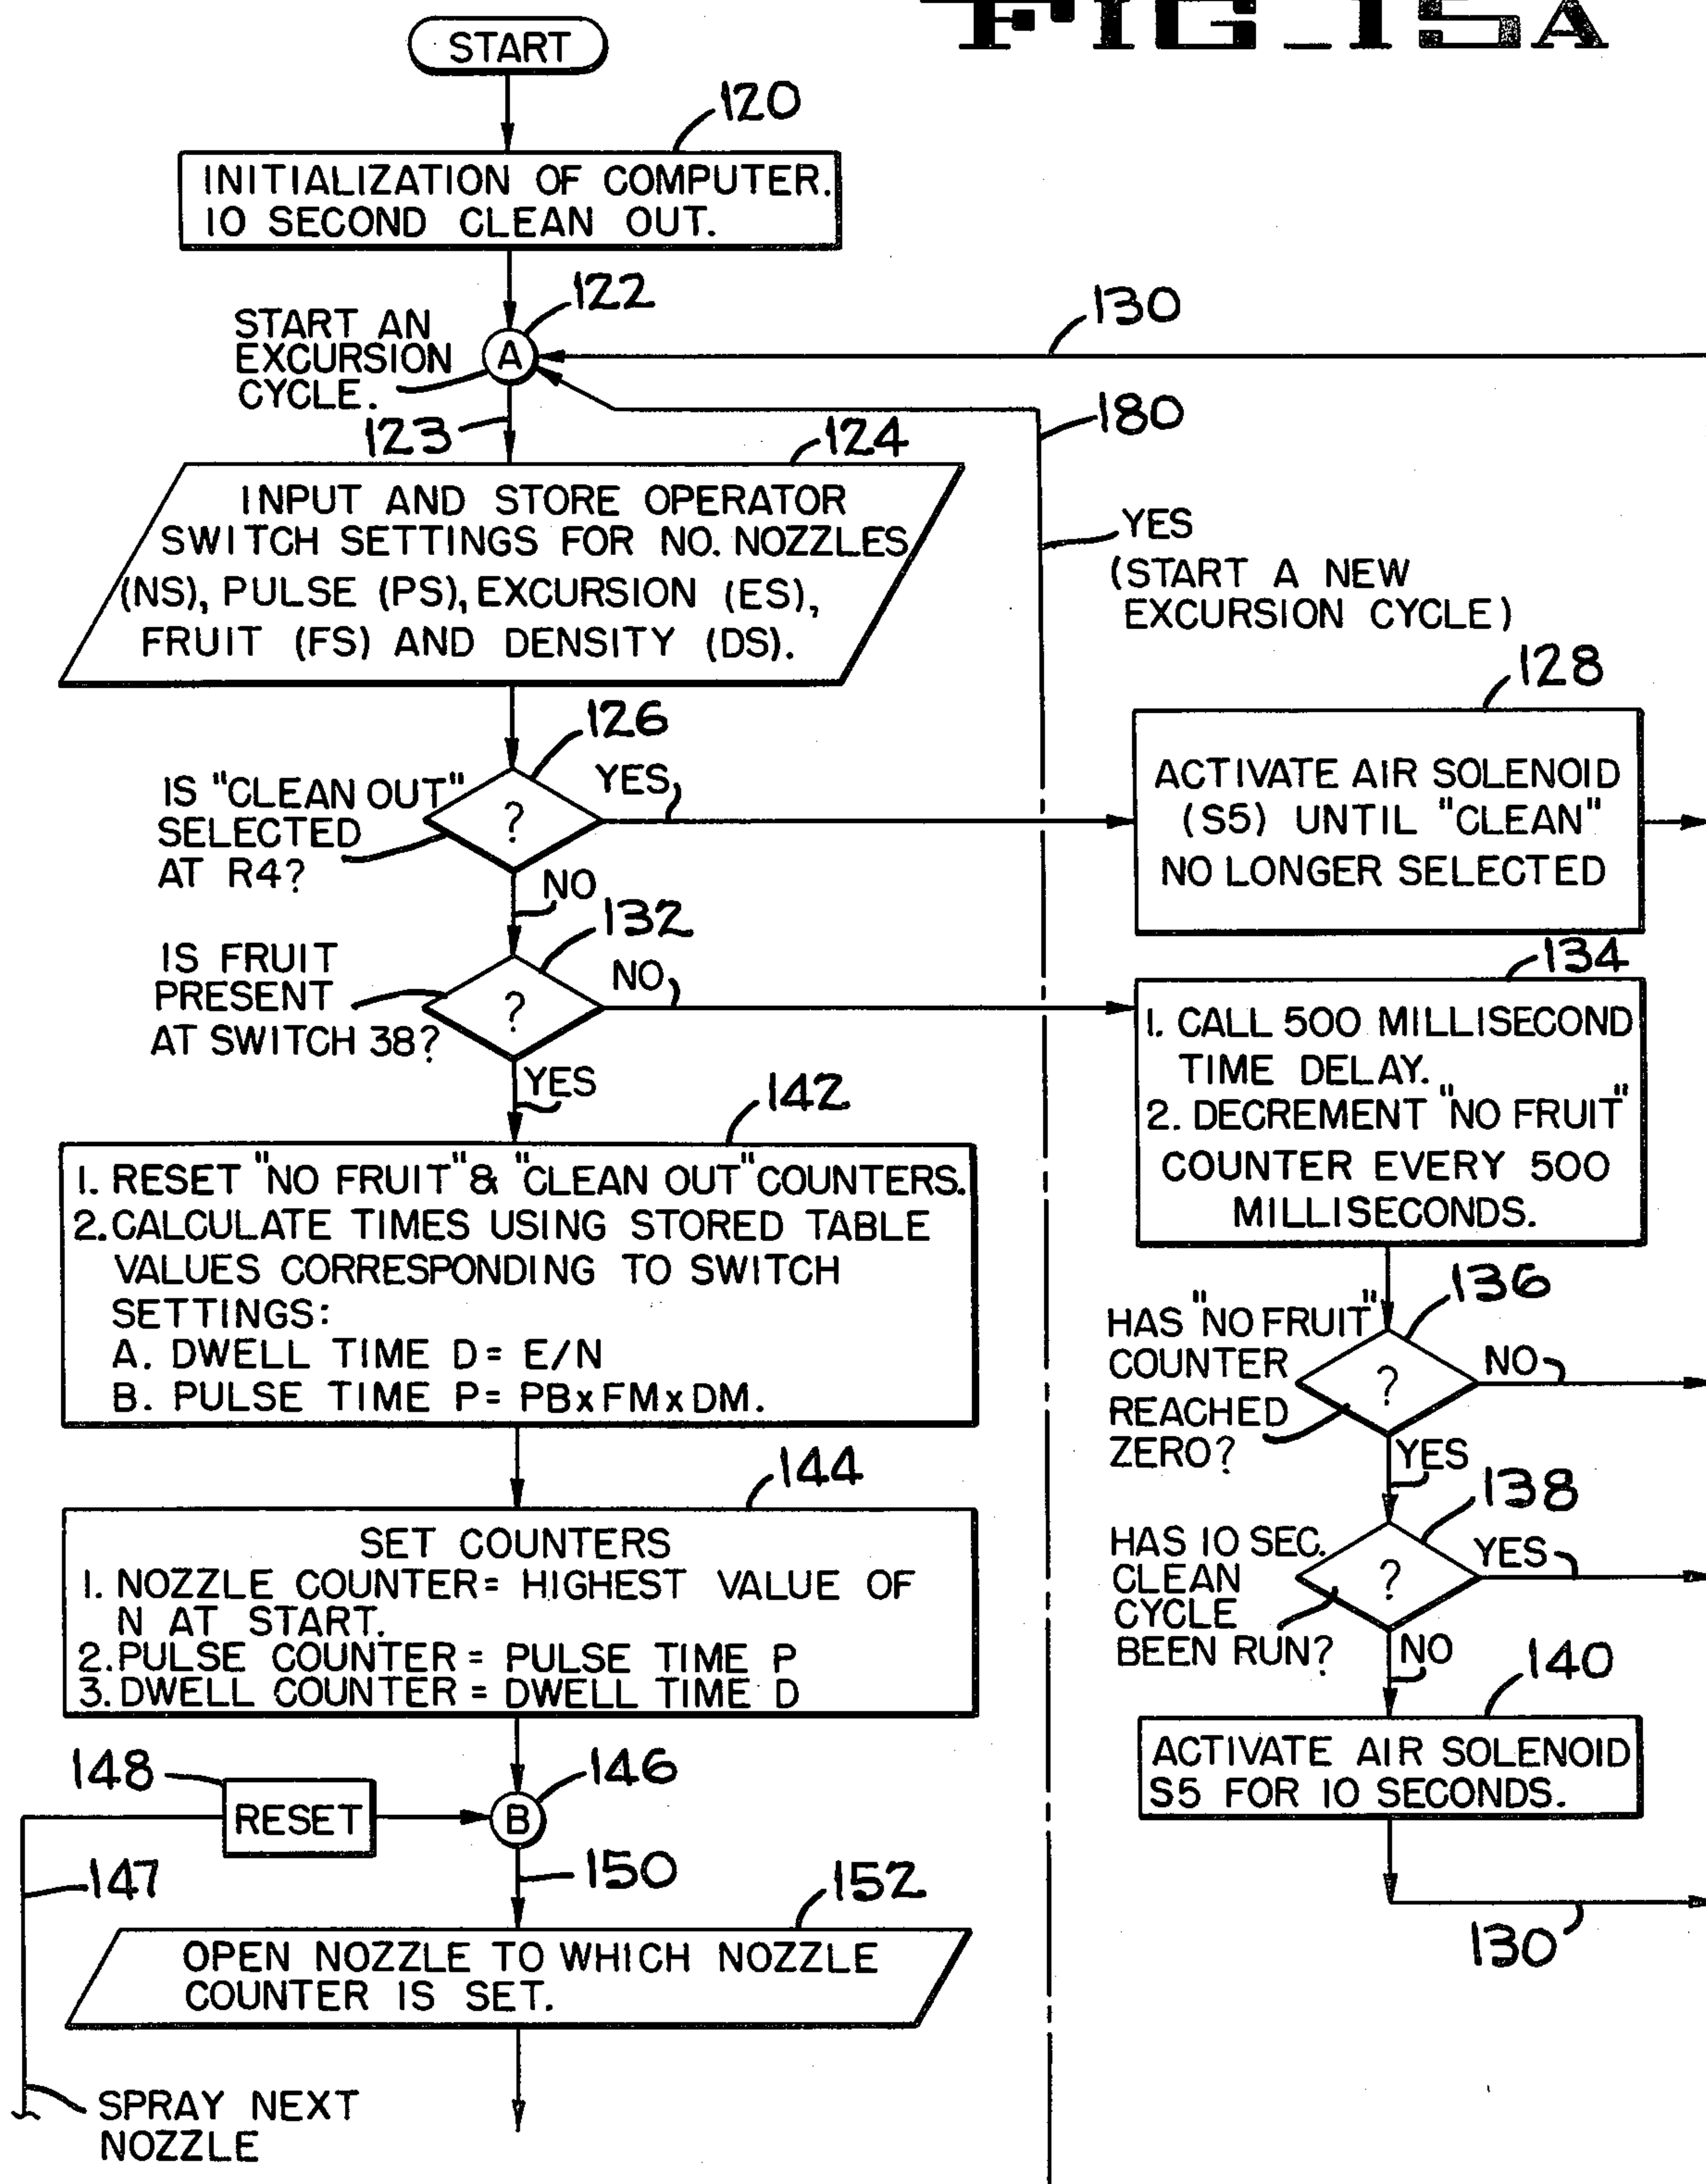 FIG_15A
START
120
INITIALIZATION OF COMPUTER.
10 SECOND CLEAN OUT.
122
START AN
EXCURSION
CYCLE.
A
130
123
180
124
INPUT AND STORE OPERATOR
SWITCH SETTINGS FOR NO. NOZZLES
(NS), PULSE (PS), EXCURSION (ES),
FRUIT (FS) AND DENSITY (DS).
YES
(START A NEW
EXCURSION CYCLE)
126
IS "CLEAN OUT"
SELECTED
AT R4?
?
YES
NO
128
ACTIVATE AIR SOLENOID
(S5) UNTIL "CLEAN"
NO LONGER SELECTED
132
IS FRUIT
PRESENT
AT SWITCH 38?
?
NO
YES
134
1. CALL 500 MILLISECOND
TIME DELAY.
2. DECREMENT "NO FRUIT"
COUNTER EVERY 500
MILLISECONDS.
142
1. RESET "NO FRUIT" & "CLEAN OUT" COUNTERS.
2. CALCULATE TIMES USING STORED TABLE
VALUES CORRESPONDING TO SWITCH
SETTINGS:
A. DWELL TIME D = E/N
B. PULSE TIME P = PBxFMxDM.
136
HAS "NO FRUIT"
COUNTER
REACHED
ZERO?
?
NO
YES
144
SET COUNTERS
1. NOZZLE COUNTER = HIGHEST VALUE OF
N AT START.
2. PULSE COUNTER = PULSE TIME P
3. DWELL COUNTER = DWELL TIME D
138
HAS 10 SEC.
CLEAN
CYCLE
BEEN RUN?
?
YES
NO
140
ACTIVATE AIR SOLENOID
S5 FOR 10 SECONDS.
130
148
RESET
146
B
147
150
152
OPEN NOZZLE TO WHICH NOZZLE
COUNTER IS SET.
SPRAY NEXT
NOZZLE